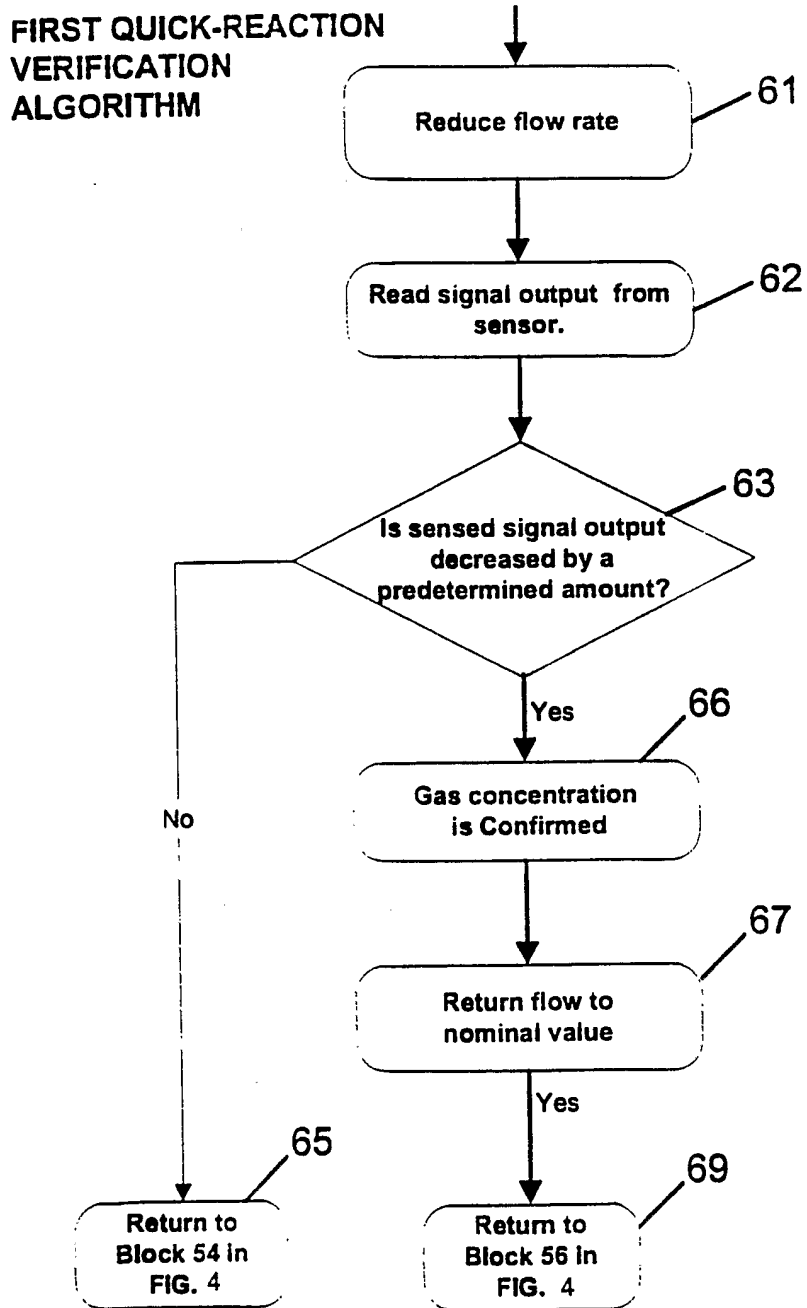 FIRST QUICK-REACTION
VERIFICATION
ALGORITHM
61
Reduce flow rate
62
Read signal output from
sensor.
63
Is sensed signal output
decreased by a
predetermined amount?
Yes
66
No
Gas concentration
is Confirmed
67
Return flow to
nominal value
Yes
65
Return to
Block 54 in
FIG. 4
69
Return to
Block 56 in
FIG. 4